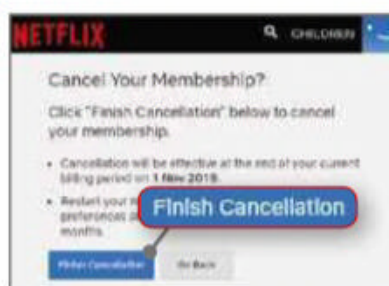 NETFLIX
CHILDREN
Cancel Your Membership?
Click "Finish Cancellation" below to cancel
your membership.
• Cancellation will be effective at the end of your current
billing period on 1 Nov 2019.
• Restart your
preferences
months.
Finish Cancellation
Finish Cancellation
Go Back